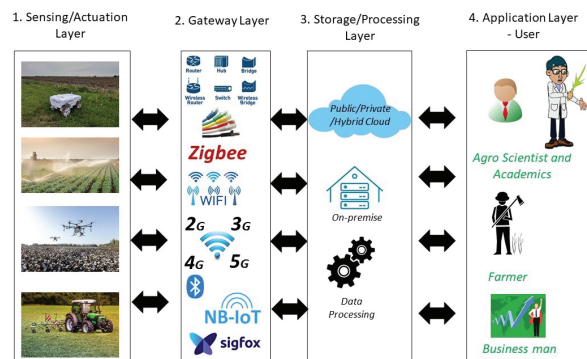 1. Sensing/Actuation
Layer
2. Gateway Layer
3. Storage/Processing
Layer
4. Application Layer
- User
Router Hub Bridge
Wireless Router Switch Wireless Bridge
Zigbee
WIFI
2G 3G
4G 5G
NB-IoT
sigfox
Public/Private
/Hybrid Cloud
On-premise
Data
Processing
Agro Scientist and
Academics
Farmer
Business man